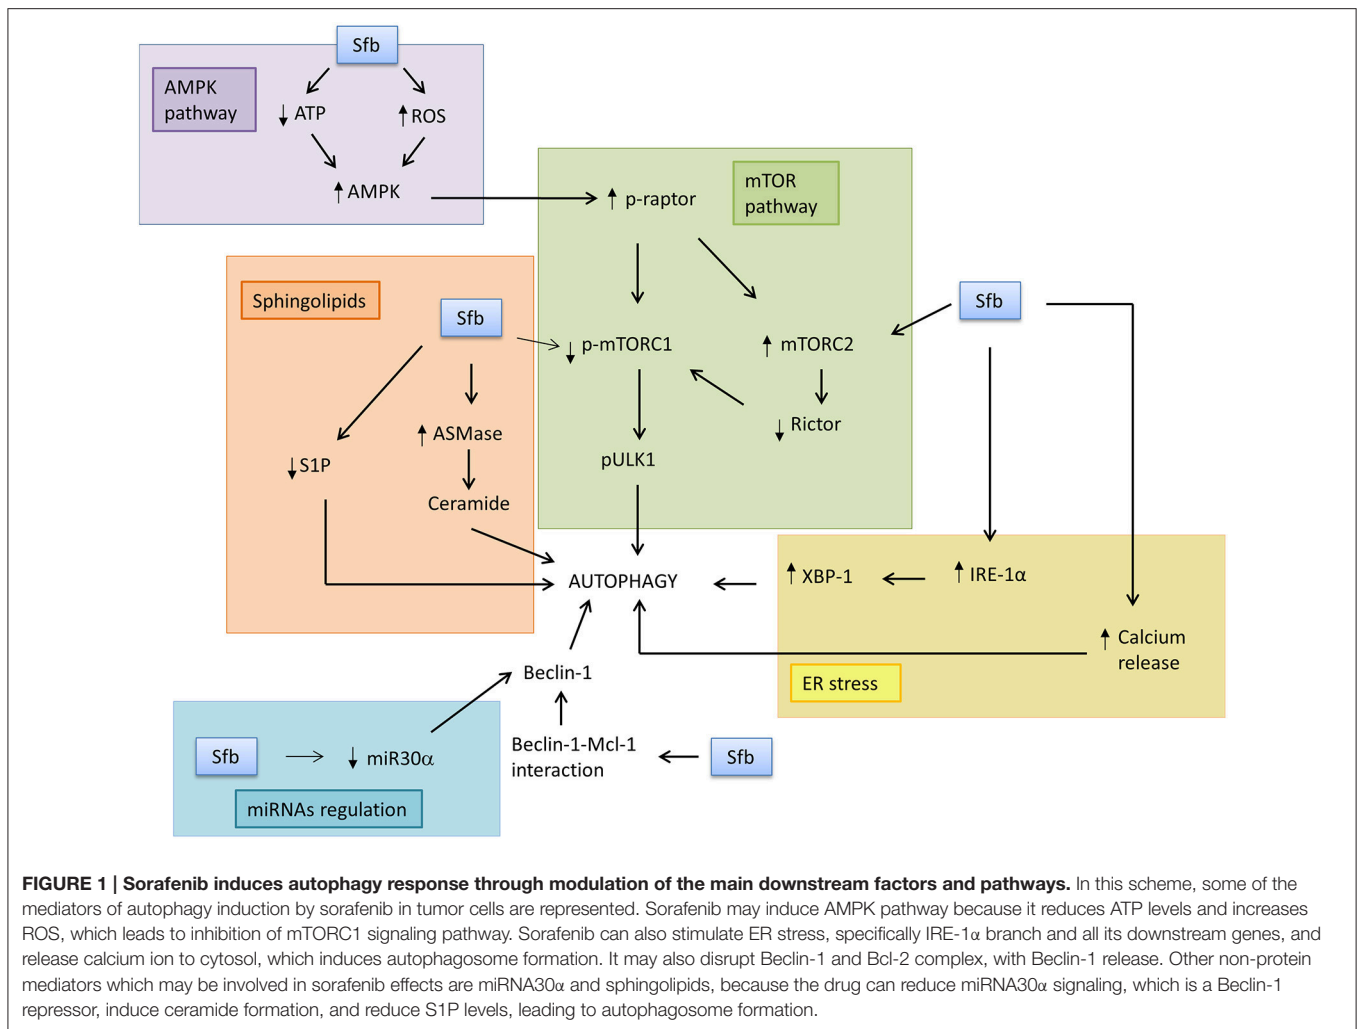 Sfb
AMPK
pathway
↓ ATP
↑ ROS
↑ AMPK
mTOR
pathway
↑ p-raptor
Sphingolipids
Sfb
Sfb
↓ p-mTORC1
↑ mTORC2
↑ ASMase
↓ Rictor
↓ S1P
pULK1
Ceramide
AUTOPHAGY
↑ XBP-1
↑ IRE-1α
↑ Calcium
release
ER stress
Beclin-1
Sfb
↓ miR30α
Beclin-1-Mcl-1
interaction
Sfb
miRNAs regulation
FIGURE 1 | Sorafenib induces autophagy response through modulation of the main downstream factors and pathways. In this scheme, some of the
mediators of autophagy induction by sorafenib in tumor cells are represented. Sorafenib may induce AMPK pathway because it reduces ATP levels and increases
ROS, which leads to inhibition of mTORC1 signaling pathway. Sorafenib can also stimulate ER stress, specifically IRE-1α branch and all its downstream genes, and
release calcium ion to cytosol, which induces autophagosome formation. It may also disrupt Beclin-1 and Bcl-2 complex, with Beclin-1 release. Other non-protein
mediators which may be involved in sorafenib effects are miRNA30α and sphingolipids, because the drug can reduce miRNA30α signaling, which is a Beclin-1
repressor, induce ceramide formation, and reduce S1P levels, leading to autophagosome formation.